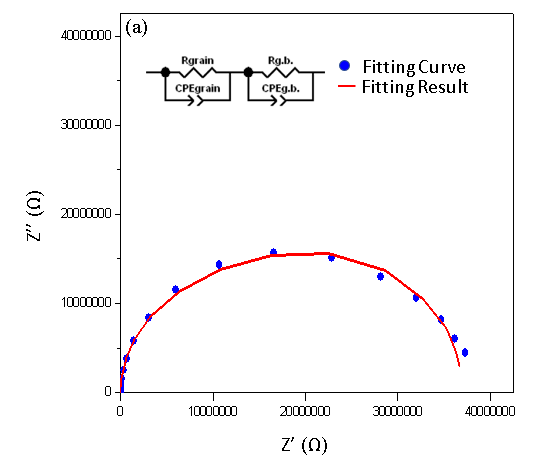 (a)
40000000
30000000
20000000
10000000
0
Z′′ (Ω)
Rgrain
CPEgrain
Rg.b.
CPEg.b.
Fitting Curve
Fitting Result
0
10000000
20000000
30000000
40000000
Z′ (Ω)